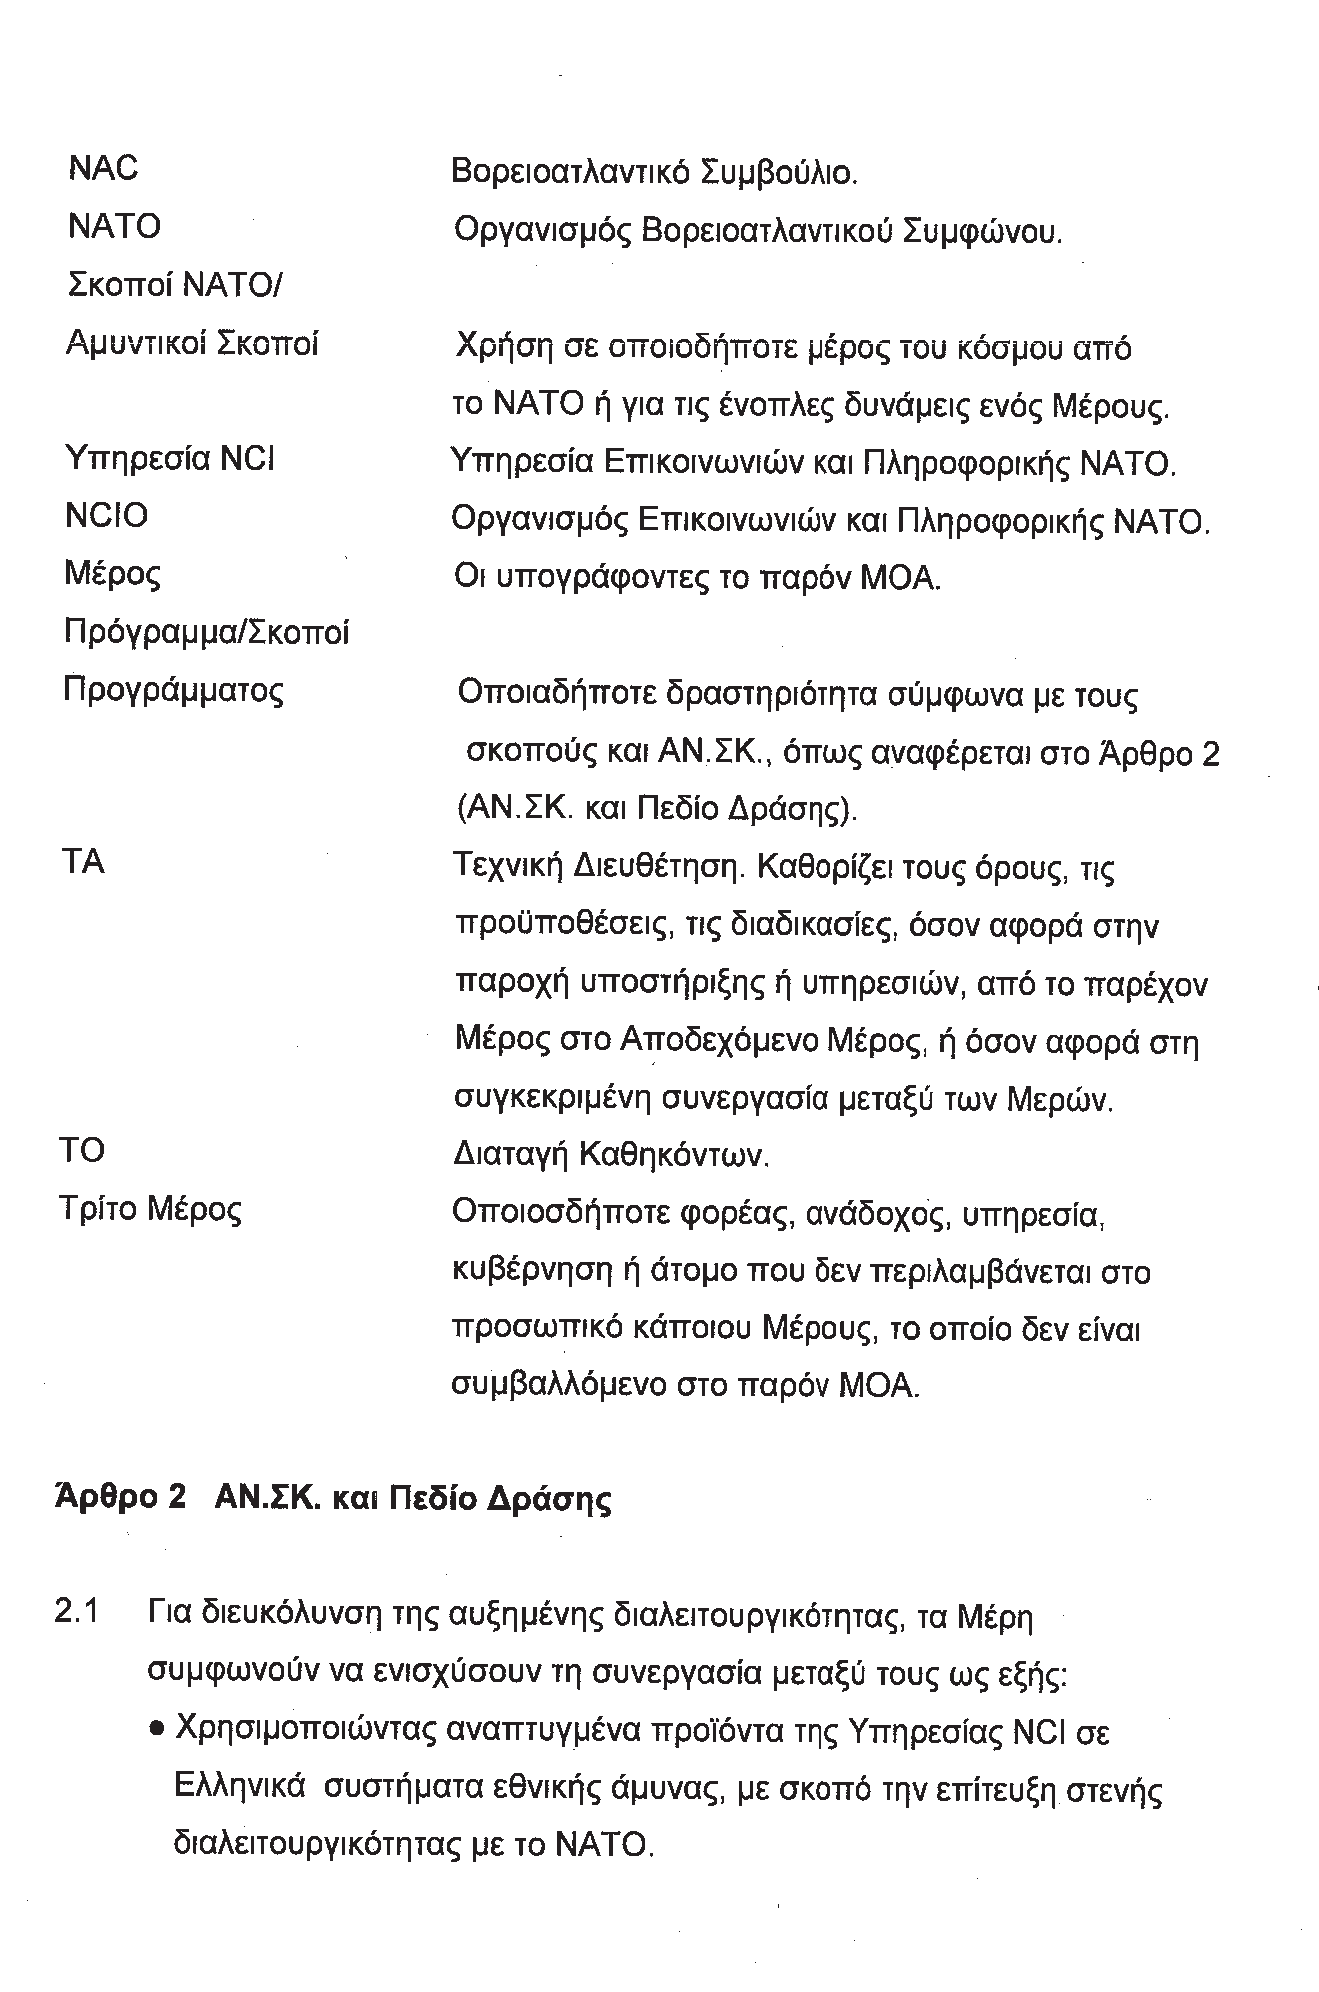 NAC Βορειοατλαντικό Συμβούλιο.
NATO Οργανισμός Βορειοατλαντικού Συμφώνου.
Σκοποί ΝΑΤΟ/
Αμυντικοί Σκοποί Χρήση σε οποιοδήποτε μέρος του κόσμου από
το ΝΑΤΟ ή για τις ένοπλες δυνάμεις ενός Μέρους.
Υπηρεσία NCI Υπηρεσία Επικοινωνιών και Πληροφορικής ΝΑΤΟ.
NCIO Οργανισμός Επικοινωνιών και Πληροφορικής ΝΑΤΟ.
Μέρος Οι υπογράφοντες το παρόν ΜΟΑ.
Πρόγραμμα/Σκοποί
Προγράμματος Οποιαδήποτε δραστηριότητα σύμφωνα με τους
σκοπούς και ΑΝ.ΣΚ., όπως αναφέρεται στο Άρθρο 2
(ΑΝ.ΣΚ. και Πεδίο Δράσης).
TA Τεχνική Διευθέτηση. Καθορίζει τους όρους, τις
προϋποθέσεις, τις διαδικασίες, όσον αφορά στην
παροχή υποστήριξης ή υπηρεσιών, από το παρέχον
Μέρος στο Αποδεχόμενο Μέρος, ή όσον αφορά στη
συγκεκριμένη συνεργασία μεταξύ των Μερών.
TO Διαταγή Καθηκόντων.
Τρίτο Μέρος Οποιοσδήποτε φορέας, ανάδοχος, υπηρεσία,
κυβέρνηση ή άτομο που δεν περιλαμβάνεται στο
προσωπικό κάποιου Μέρους, το οποίο δεν είναι
συμβαλλόμενο στο παρόν ΜΟΑ.
Άρθρο 2 ΑΝ.ΣΚ. και Πεδίο Δράσης
2.1 Για διευκόλυνση της αυξημένης διαλειτουργικότητας, τα Μέρη
συμφωνούν να ενισχύσουν τη συνεργασία μεταξύ τους ως εξής:
• Χρησιμοποιώντας αναπτυγμένα προϊόντα της Υπηρεσίας NCI σε
Ελληνικά συστήματα εθνικής άμυνας, με σκοπό την επίτευξη στενής
διαλειτουργικότητας με το ΝΑΤΟ.